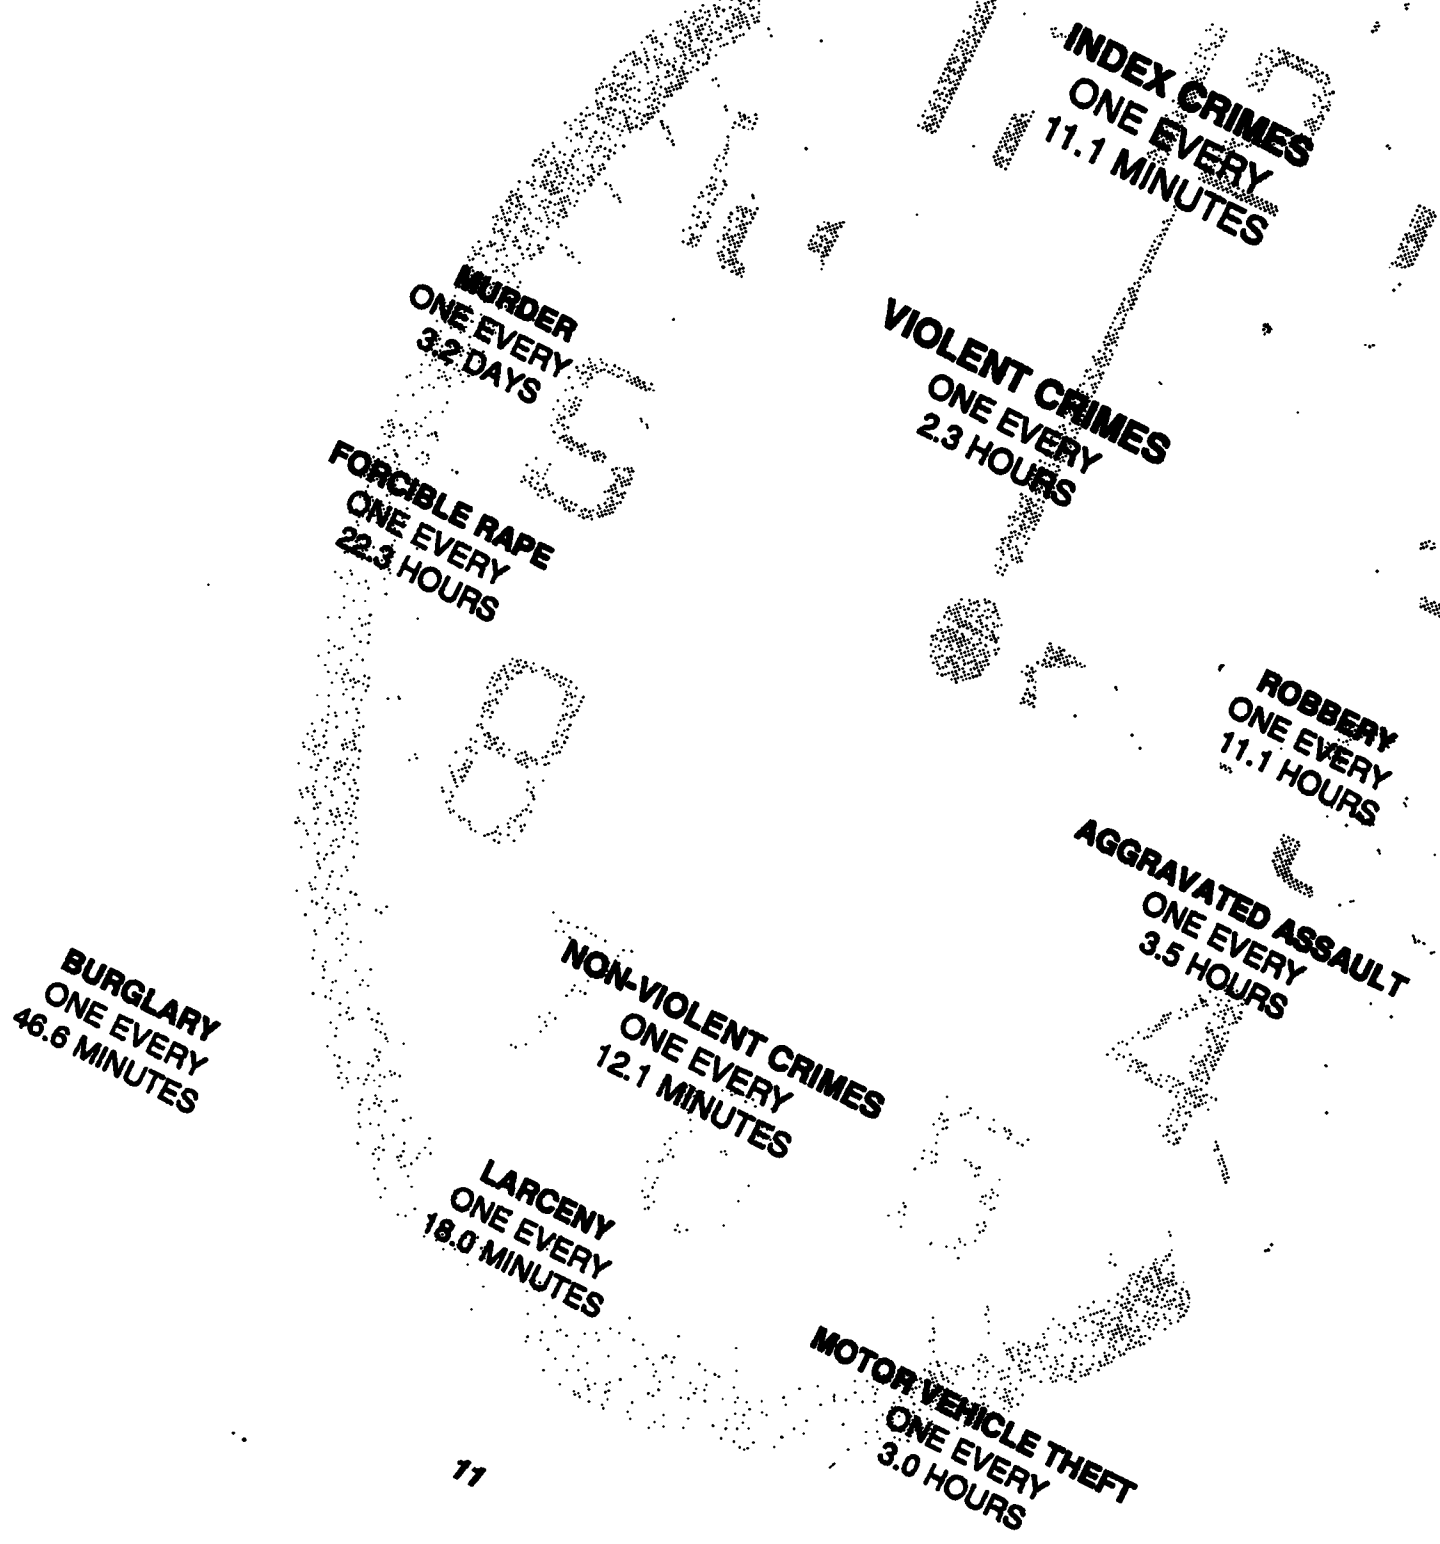 INDEX CRIMES
ONE EVERY
11.1 MINUTES
VIOLENT CRIMES
ONE EVERY
2.3 HOURS
MURDER
ONE EVERY
3.2 DAYS
FORCIBLE RAPE
ONE EVERY
22.3 HOURS
ROBBERY
ONE EVERY
11.1 HOURS
AGGRAVATED ASSAULT
ONE EVERY
3.5 HOURS
NON-VIOLENT CRIMES
ONE EVERY
12.1 MINUTES
BURGLARY
ONE EVERY
46.6 MINUTES
LARCENY
ONE EVERY
18.0 MINUTES
MOTOR VEHICLE THEFT
ONE EVERY
3.0 HOURS
8
4
5
11